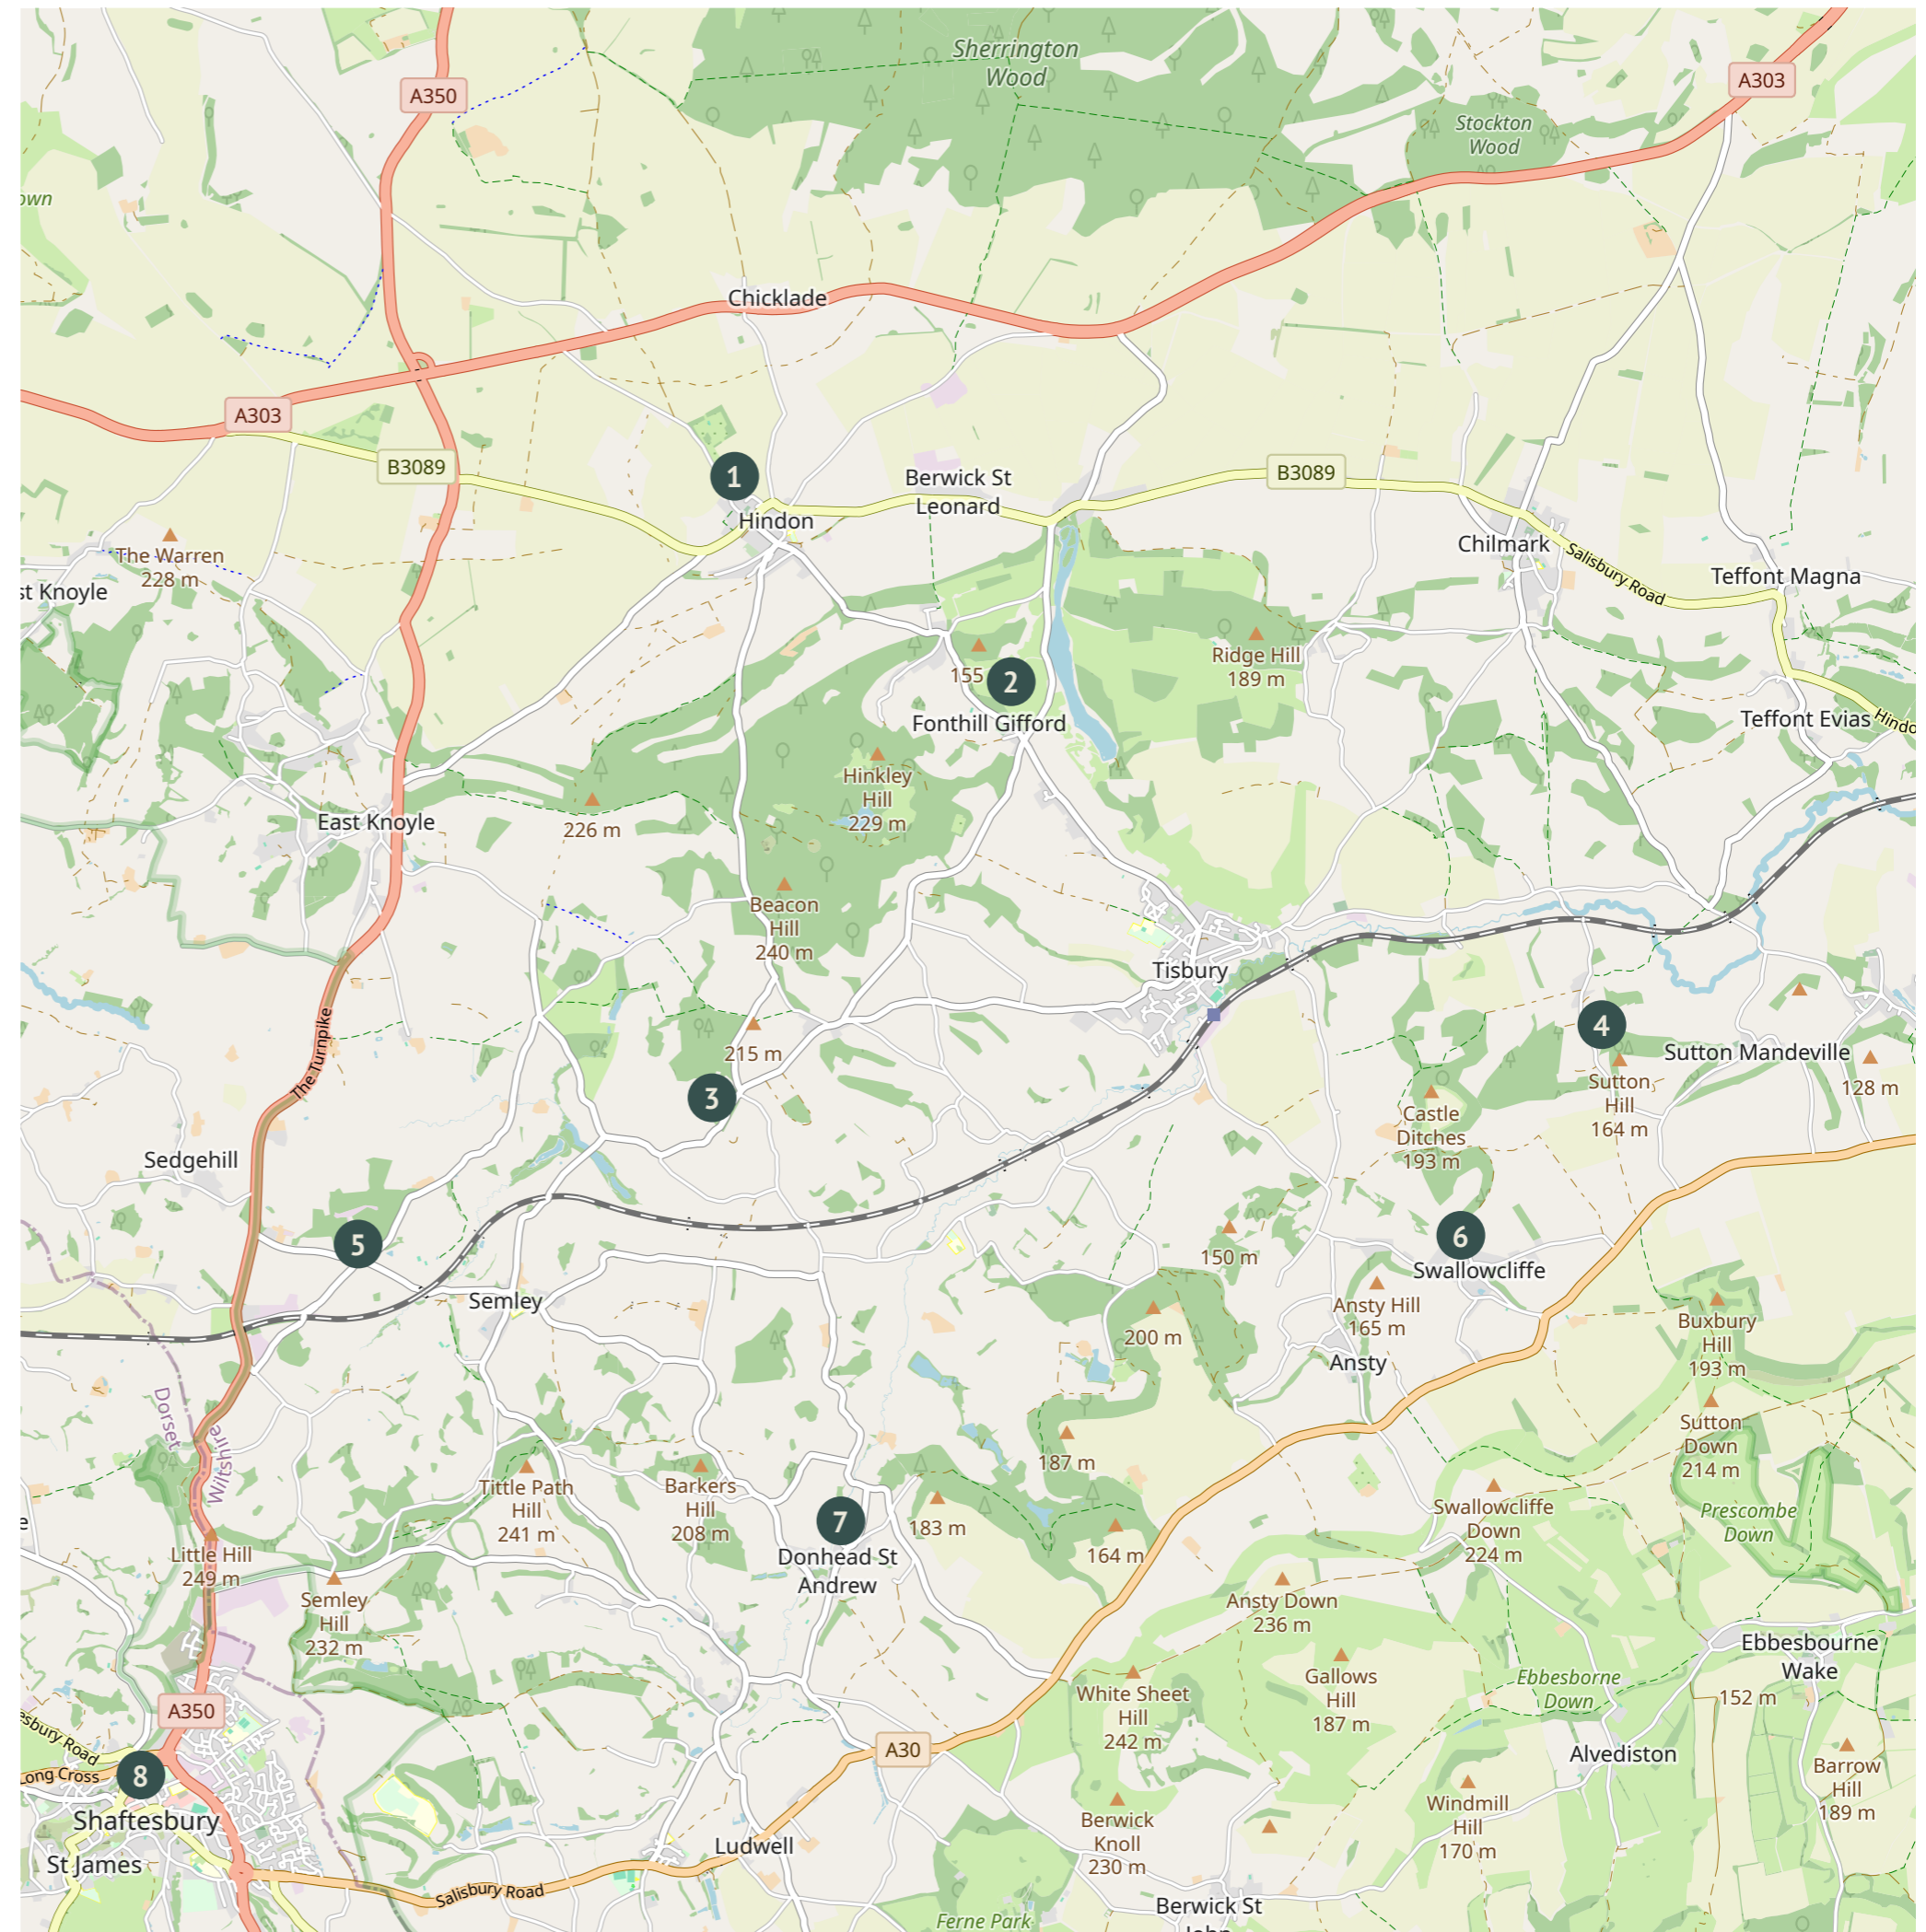 Sherrington
Wood
A350
A303
Stockton
Wood
own
Chicklade
A303
B3089
1
Berwick St
Leonard
B3089
Hindon
Chilmark
Salisbury Road
The Warren
228 m
st Knoyle
Teffont Magna
Ridge Hill
189 m
155
2
Fonthill Gifford
Teffont Evias
Hindo
Hinkley
Hill
229 m
East Knoyle
226 m
Beacon
Hill
240 m
Tisbury
The Turnpike
215 m
4
Sutton Mandeville
Sutton
Hill
164 m
128 m
3
Castle
Ditches
193 m
Sedgehill
5
6
150 m
Swallowcliffe
Semley
Ansty Hill
165 m
200 m
Buxbury
Hill
193 m
Ansty
Dorset
Wiltshire
Sutton
Down
214 m
187 m
Tittle Path
Hill
241 m
Barkers
Hill
208 m
7
183 m
Swallowcliffe
Down
224 m
Prescombe
Down
e
Little Hill
249 m
Donhead St
Andrew
164 m
Semley
Hill
232 m
Ansty Down
236 m
Ebbesbourne
Wake
White Sheet
Hill
242 m
Gallows
Hill
187 m
Ebbesborne
Down
152 m
A350
esbury Road
A30
Long Cross
8
Alvediston
Barrow
Hill
189 m
Shaftesbury
Berwick
Knoll
230 m
Windmill
Hill
170 m
Ludwell
St James
Salisbury Road
Berwick St
John
Ferne Park